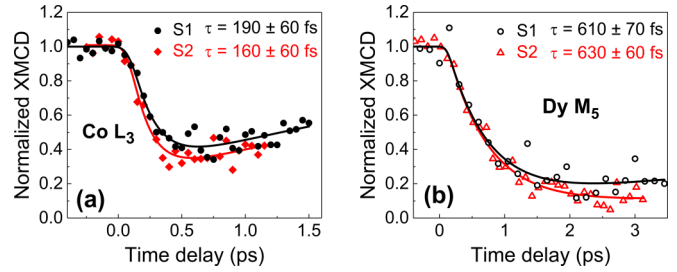 S1 τ = 190 ± 60 fs
S2 τ = 160 ± 60 fs
Normalized XMCD
1.2
1.0
0.8
0.6
0.4
0.2
0.0
Co L3
(a)
0.0 0.5 1.0 1.5
Time delay (ps)
S1 τ = 610 ± 70 fs
S2 τ = 630 ± 60 fs
Normalized XMCD
1.2
1.0
0.8
0.6
0.4
0.2
0.0
Dy M5
(b)
0 1 2 3
Time delay (ps)